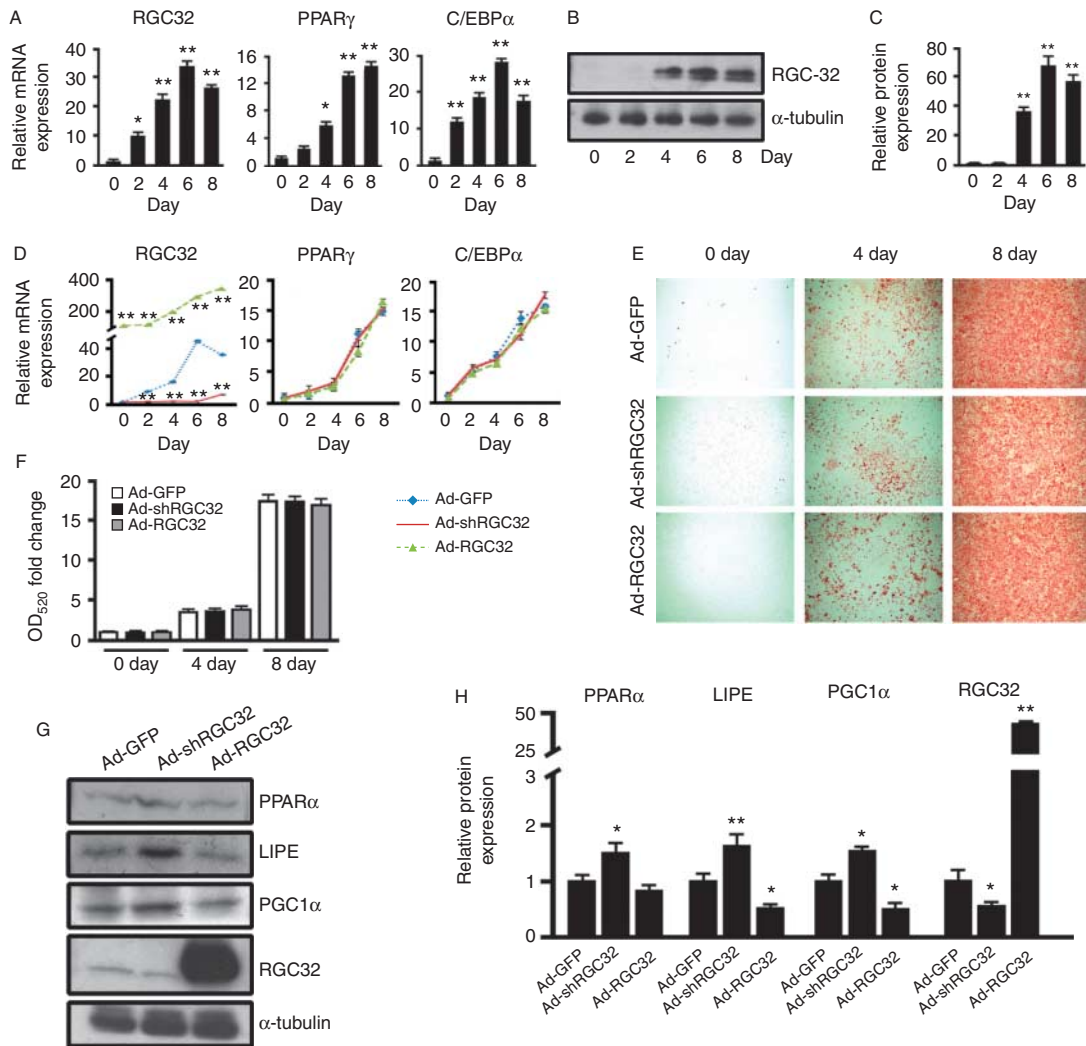 A
RGC32
PPARγ
C/EBPα
Relative mRNA
expression
40
30
20
10
0
*
**
**
**
16
12
8
4
0
*
**
**
30
20
10
0
**
**
**
**
0 2 4 6 8
Day
0 2 4 6 8
Day
0 2 4 6 8
Day
B
RGC-32
α-tubulin
0 2 4 6 8 Day
C
Relative protein
expression
80
60
40
20
0
**
**
**
0 2 4 6 8
Day
D
RGC32
PPARγ
C/EBPα
Relative mRNA
expression
400
300
200
100
40
20
0
** ** ** ** **
** ** ** **
20
15
10
5
0
20
15
10
5
0
0 2 4 6 8
Day
0 2 4 6 8
Day
0 2 4 6 8
Day
E
0 day
4 day
8 day
Ad-GFP
Ad-shRGC32
Ad-RGC32
F
OD520 fold change
20
15
10
5
0
Ad-GFP
Ad-shRGC32
Ad-RGC32
0 day
4 day
8 day
Ad-GFP
Ad-shRGC32
Ad-RGC32
G
Ad-GFP
Ad-shRGC32
Ad-RGC32
PPARα
LIPE
PGC1α
RGC32
α-tubulin
H
PPARα
LIPE
PGC1α
RGC32
Relative protein
expression
50
25
3
2
1
0
*
**
*
*
*
*
**
Ad-GFP
Ad-shRGC32
Ad-RGC32
Ad-GFP
Ad-shRGC32
Ad-RGC32
Ad-GFP
Ad-shRGC32
Ad-RGC32
Ad-GFP
Ad-shRGC32
Ad-RGC32